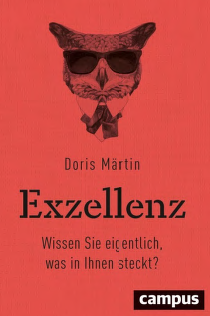 Doris Märtin
Exzellenz
Wissen Sie eigentlich,
was in Ihnen steckt?
campus